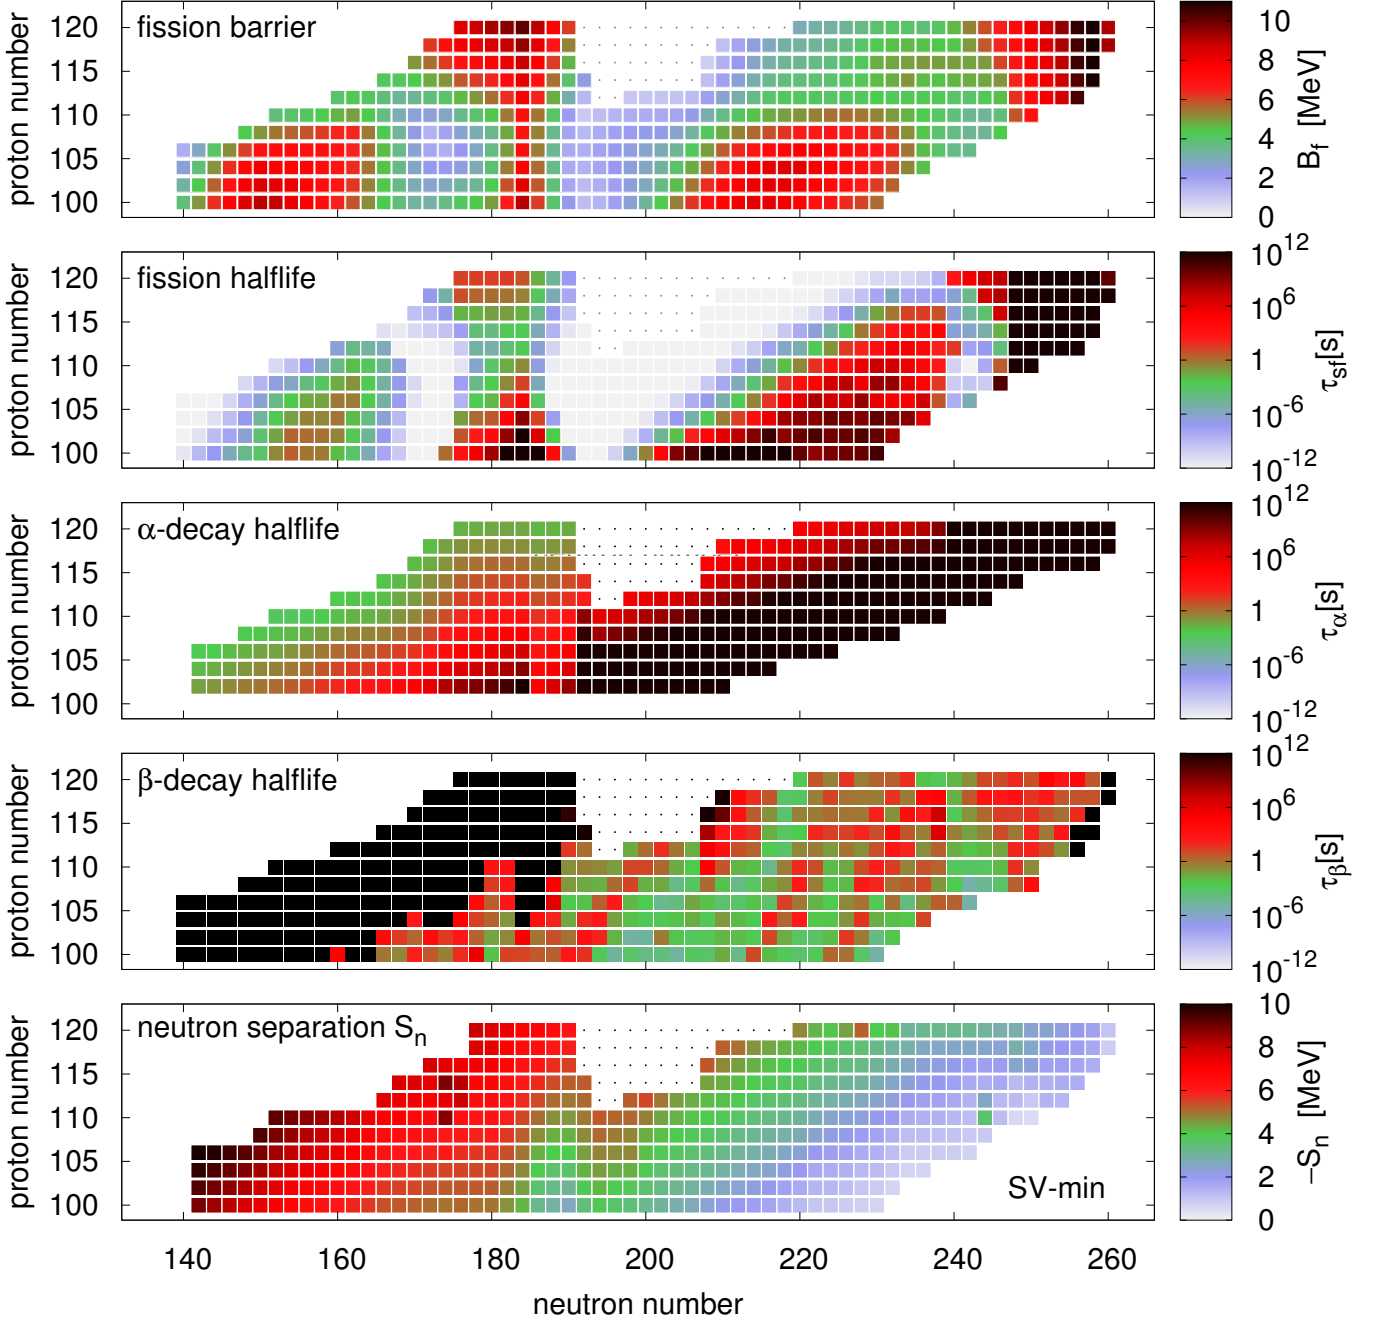 fission barrier
proton number
120
115
110
105
100
10
8
6
4
2
0
B_f [MeV]
fission halflife
proton number
120
115
110
105
100
10^12
10^6
1
10^-6
10^-12
τ_sf[s]
α-decay halflife
proton number
120
115
110
105
100
10^12
10^6
1
10^-6
10^-12
τ_α[s]
β-decay halflife
proton number
120
115
110
105
100
10^12
10^6
1
10^-6
10^-12
τ_β[s]
neutron separation S_n
proton number
120
115
110
105
100
SV-min
10
8
6
4
2
0
−S_n [MeV]
140 160 180 200 220 240 260
neutron number